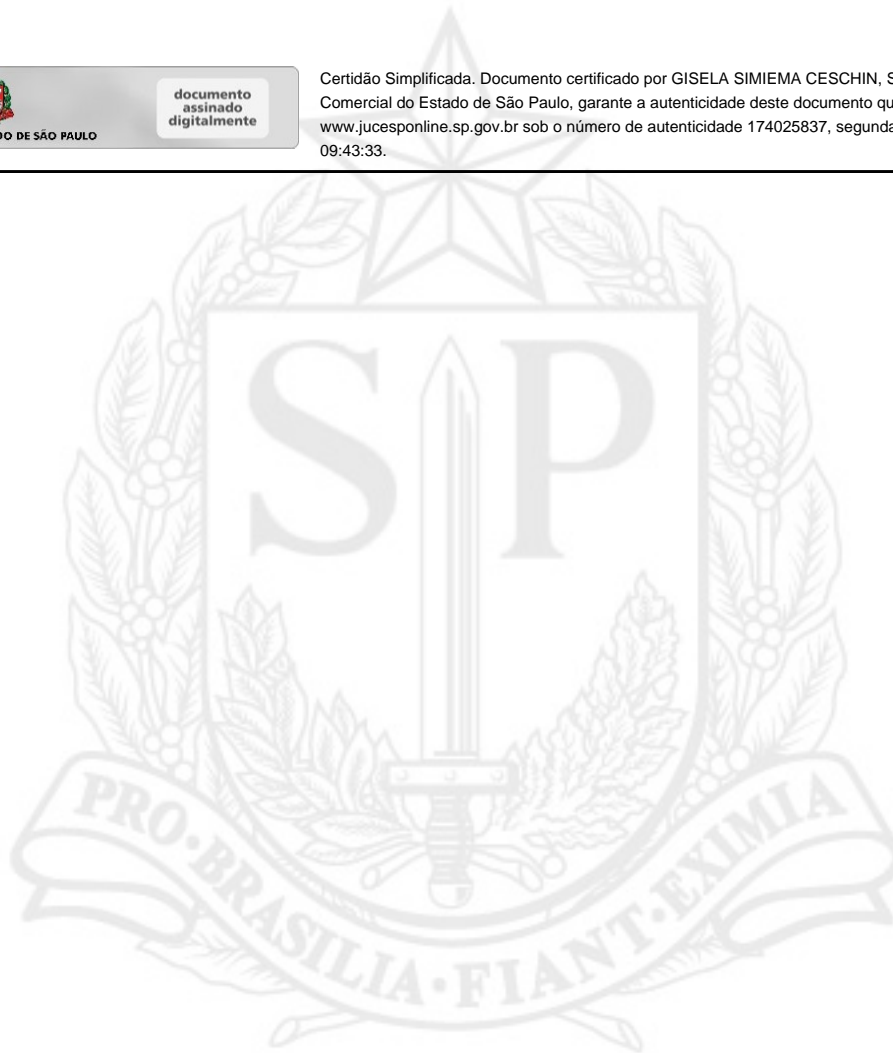 documento
assinado
digitalmente
DO DE SÃO PAULO
Certidão Simplificada. Documento certificado por GISELA SIMIEMA CESCHIN, S
Comercial do Estado de São Paulo, garante a autenticidade deste documento qu
www.jucesponline.sp.gov.br sob o número de autenticidade 174025837, segunda
09:43:33.
S P
PRO·BRASILIA·FIANT·EXIMIA